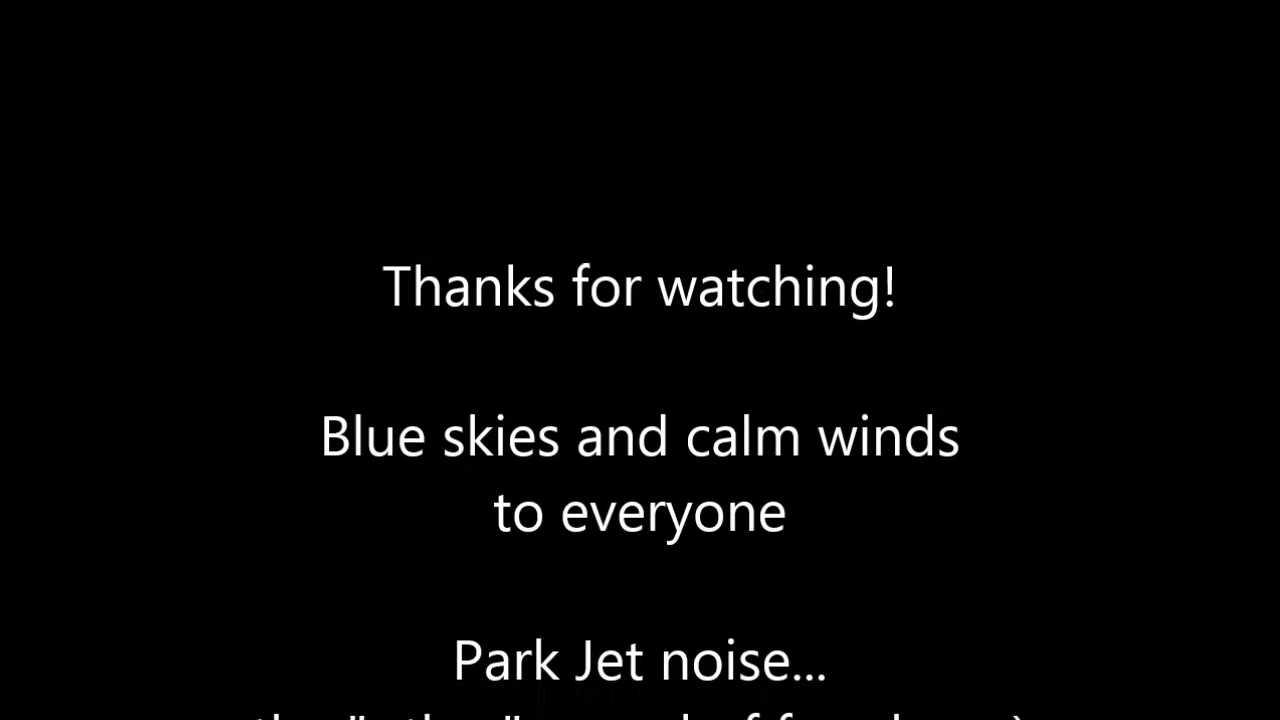 Thanks for watching!
Blue skies and calm winds
to everyone
Park Jet noise...